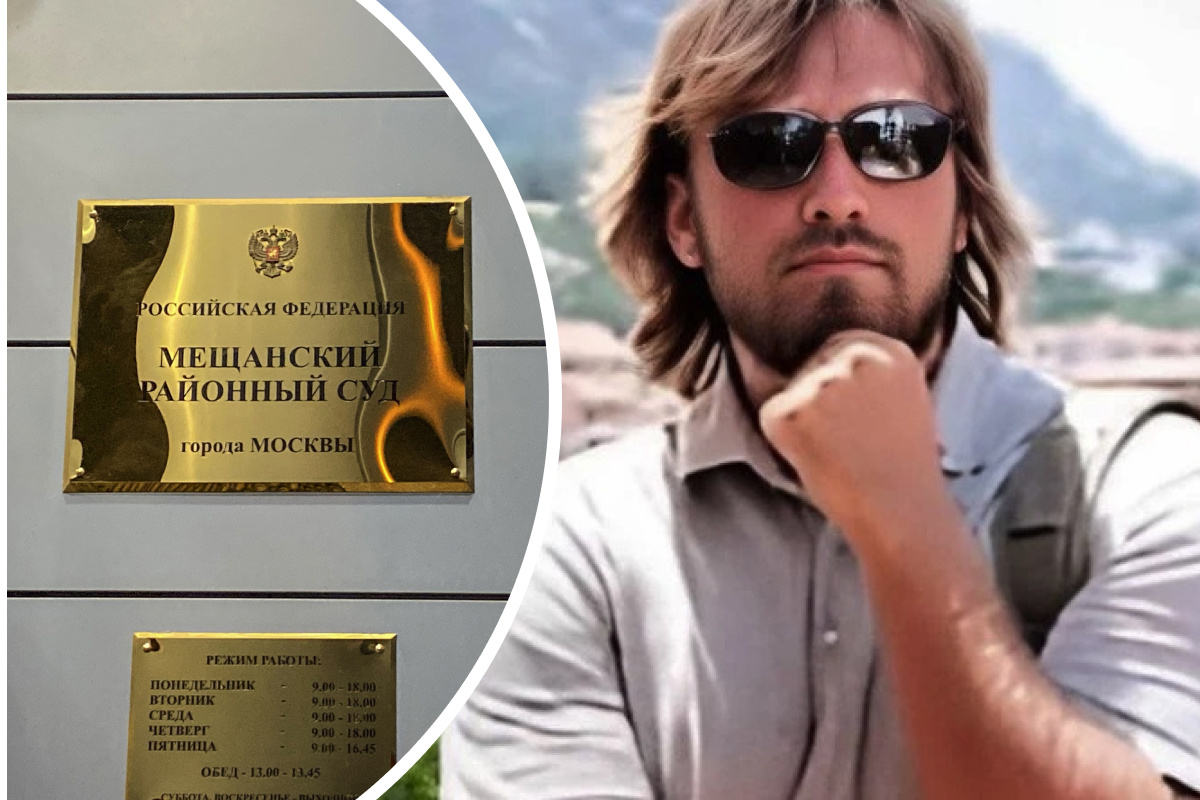 РОССИЙСКАЯ ФЕДЕРАЦИЯ
МЕЩАНСКИЙ
РАЙОННЫЙ СУД
города МОСКВЫ
РЕЖИМ РАБОТЫ:
ПОНЕДЕЛЬНИК - 9.00 - 18.00
ВТОРНИК - 9.00 - 18.00
СРЕДА - 9.00 - 18.00
ЧЕТВЕРГ - 9.00 - 18.00
ПЯТНИЦА - 9.00 - 16.45
ОБЕД - 13.00 - 13.45
СУББОТА, ВОСКРЕСЕНЬЕ -